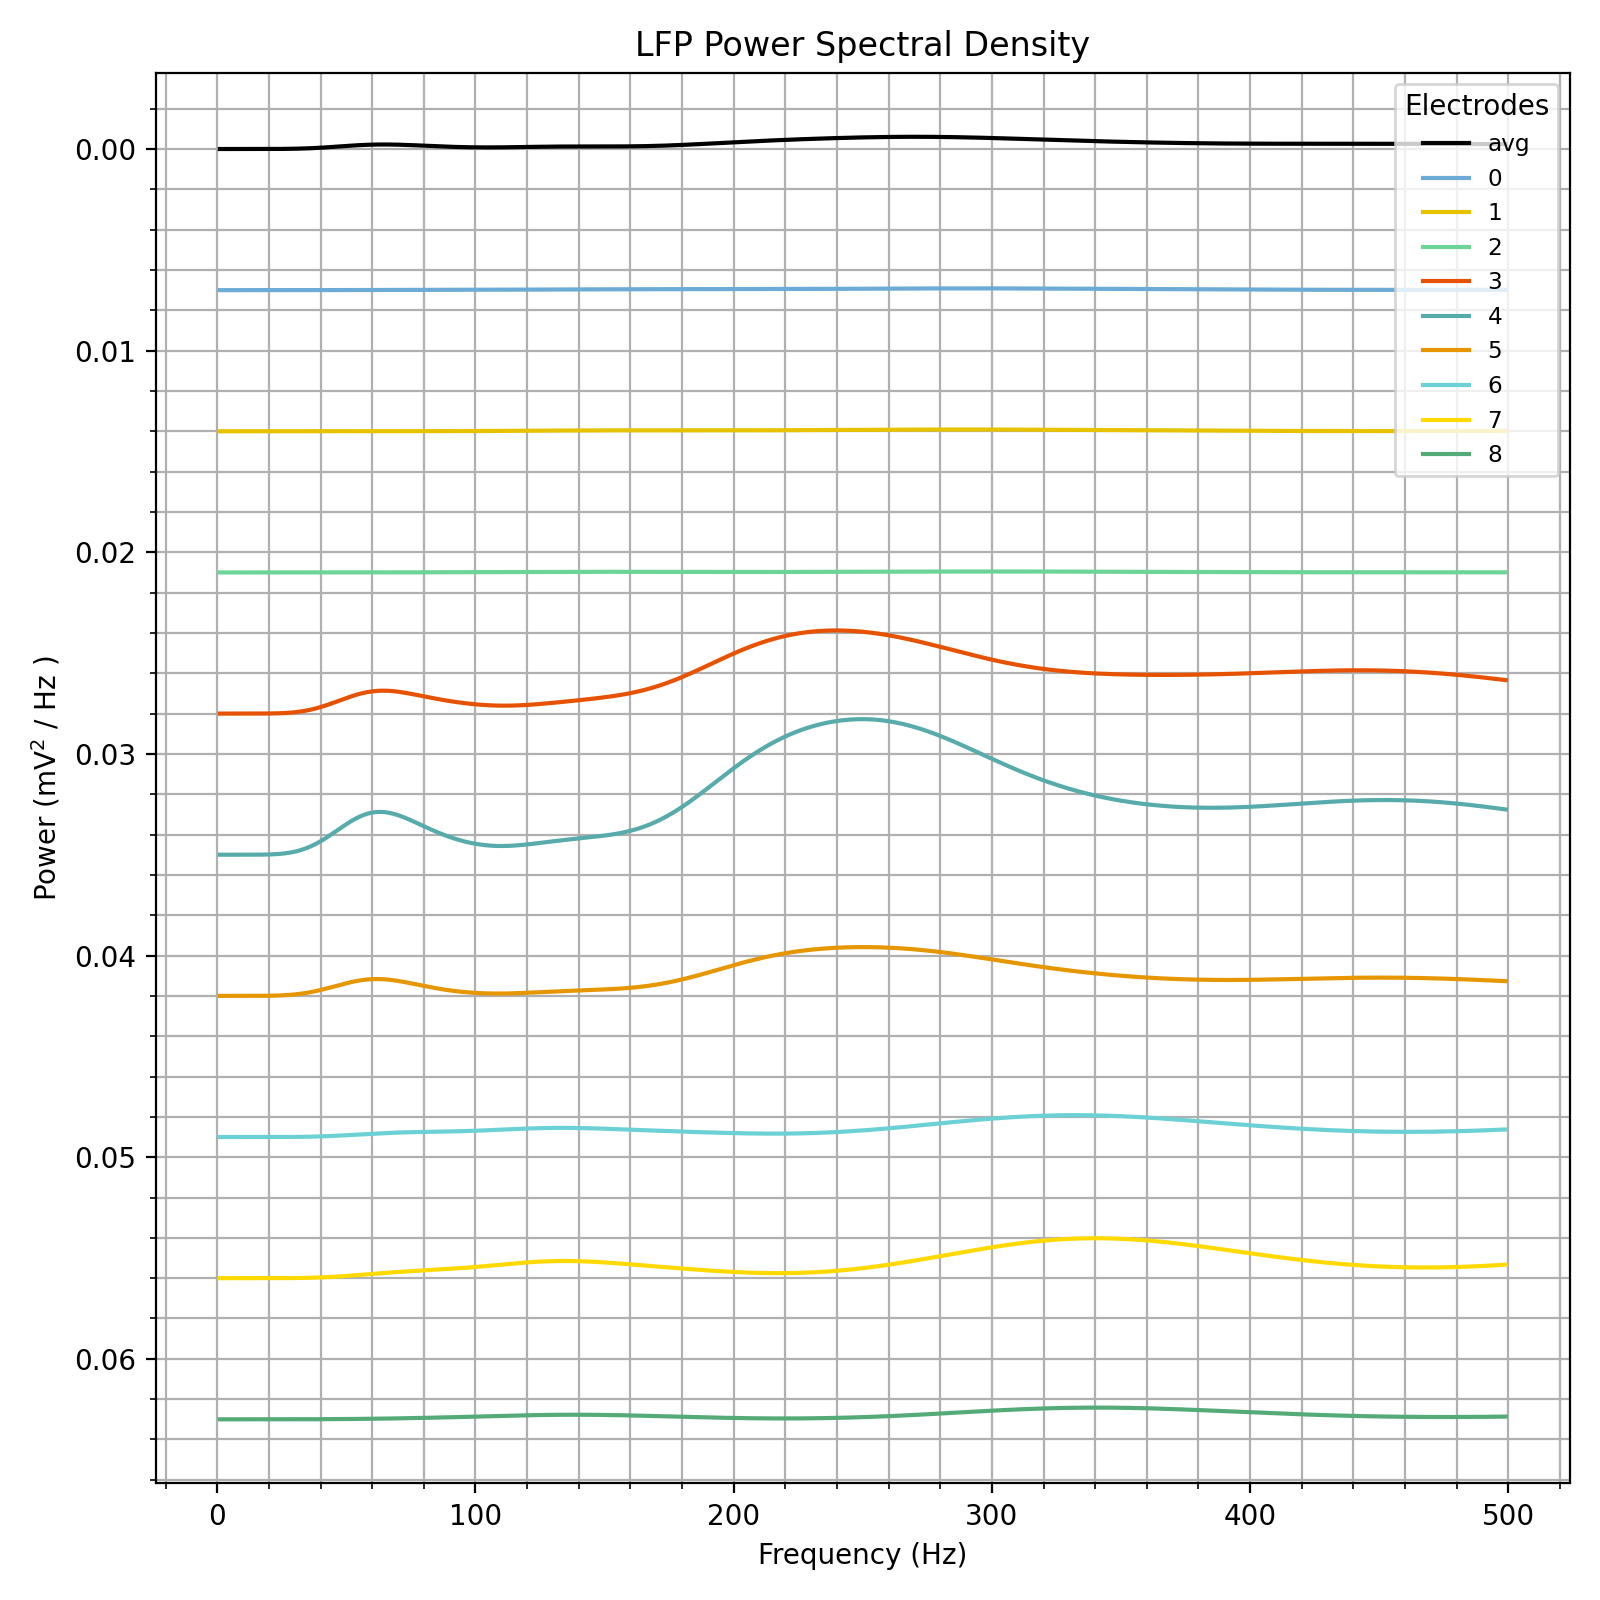 LFP Power Spectral Density
Electrodes
avg
0
1
2
3
4
5
6
7
8
0.00
0.01
0.02
0.03
0.04
0.05
0.06
Power (mV² / Hz )
0 100 200 300 400 500
Frequency (Hz)